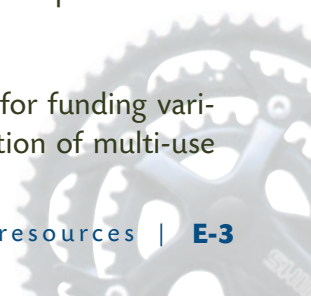 for funding vari-
tion of multi-use
resources | E-3